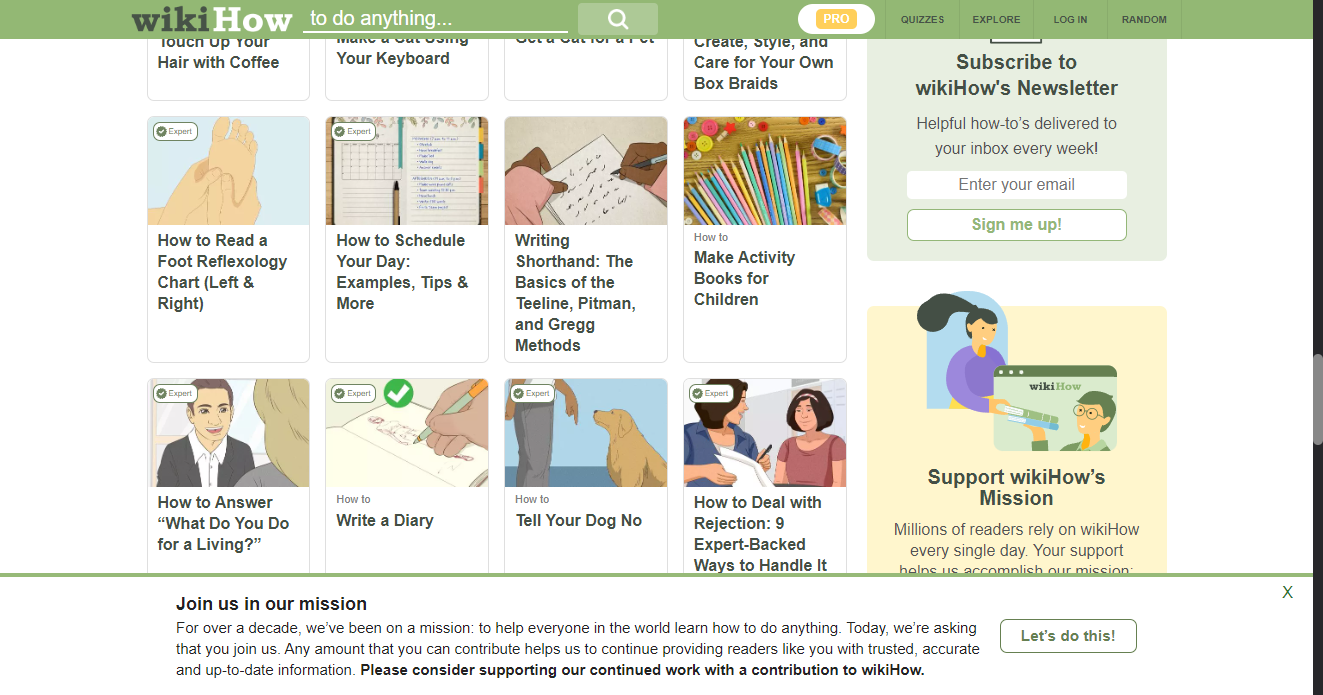 wikiHow to do anything... PRO QUIZZES EXPLORE LOG IN RANDOM
Touch Up Your
Hair with Coffee
Make a Cat Using
Your Keyboard
Get a Cat for a Pet
Create, Style, and
Care for Your Own
Box Braids
Expert
How to Read a
Foot Reflexology
Chart (Left &
Right)
Expert
How to Schedule
Your Day:
Examples, Tips &
More
Writing
Shorthand: The
Basics of the
Teeline, Pitman,
and Gregg
Methods
How to
Make Activity
Books for
Children
Expert
How to Answer
“What Do You Do
for a Living?”
Expert
How to
Write a Diary
Expert
How to
Tell Your Dog No
Expert
How to Deal with
Rejection: 9
Expert-Backed
Ways to Handle It
Subscribe to
wikiHow's Newsletter
Helpful how-to’s delivered to
your inbox every week!
Enter your email
Sign me up!
wikiHow
Support wikiHow’s
Mission
Millions of readers rely on wikiHow
every single day. Your support
helps us accomplish our mission:
X
Join us in our mission
For over a decade, we’ve been on a mission: to help everyone in the world learn how to do anything. Today, we’re asking
that you join us. Any amount that you can contribute helps us to continue providing readers like you with trusted, accurate
and up-to-date information. Please consider supporting our continued work with a contribution to wikiHow.
Let’s do this!